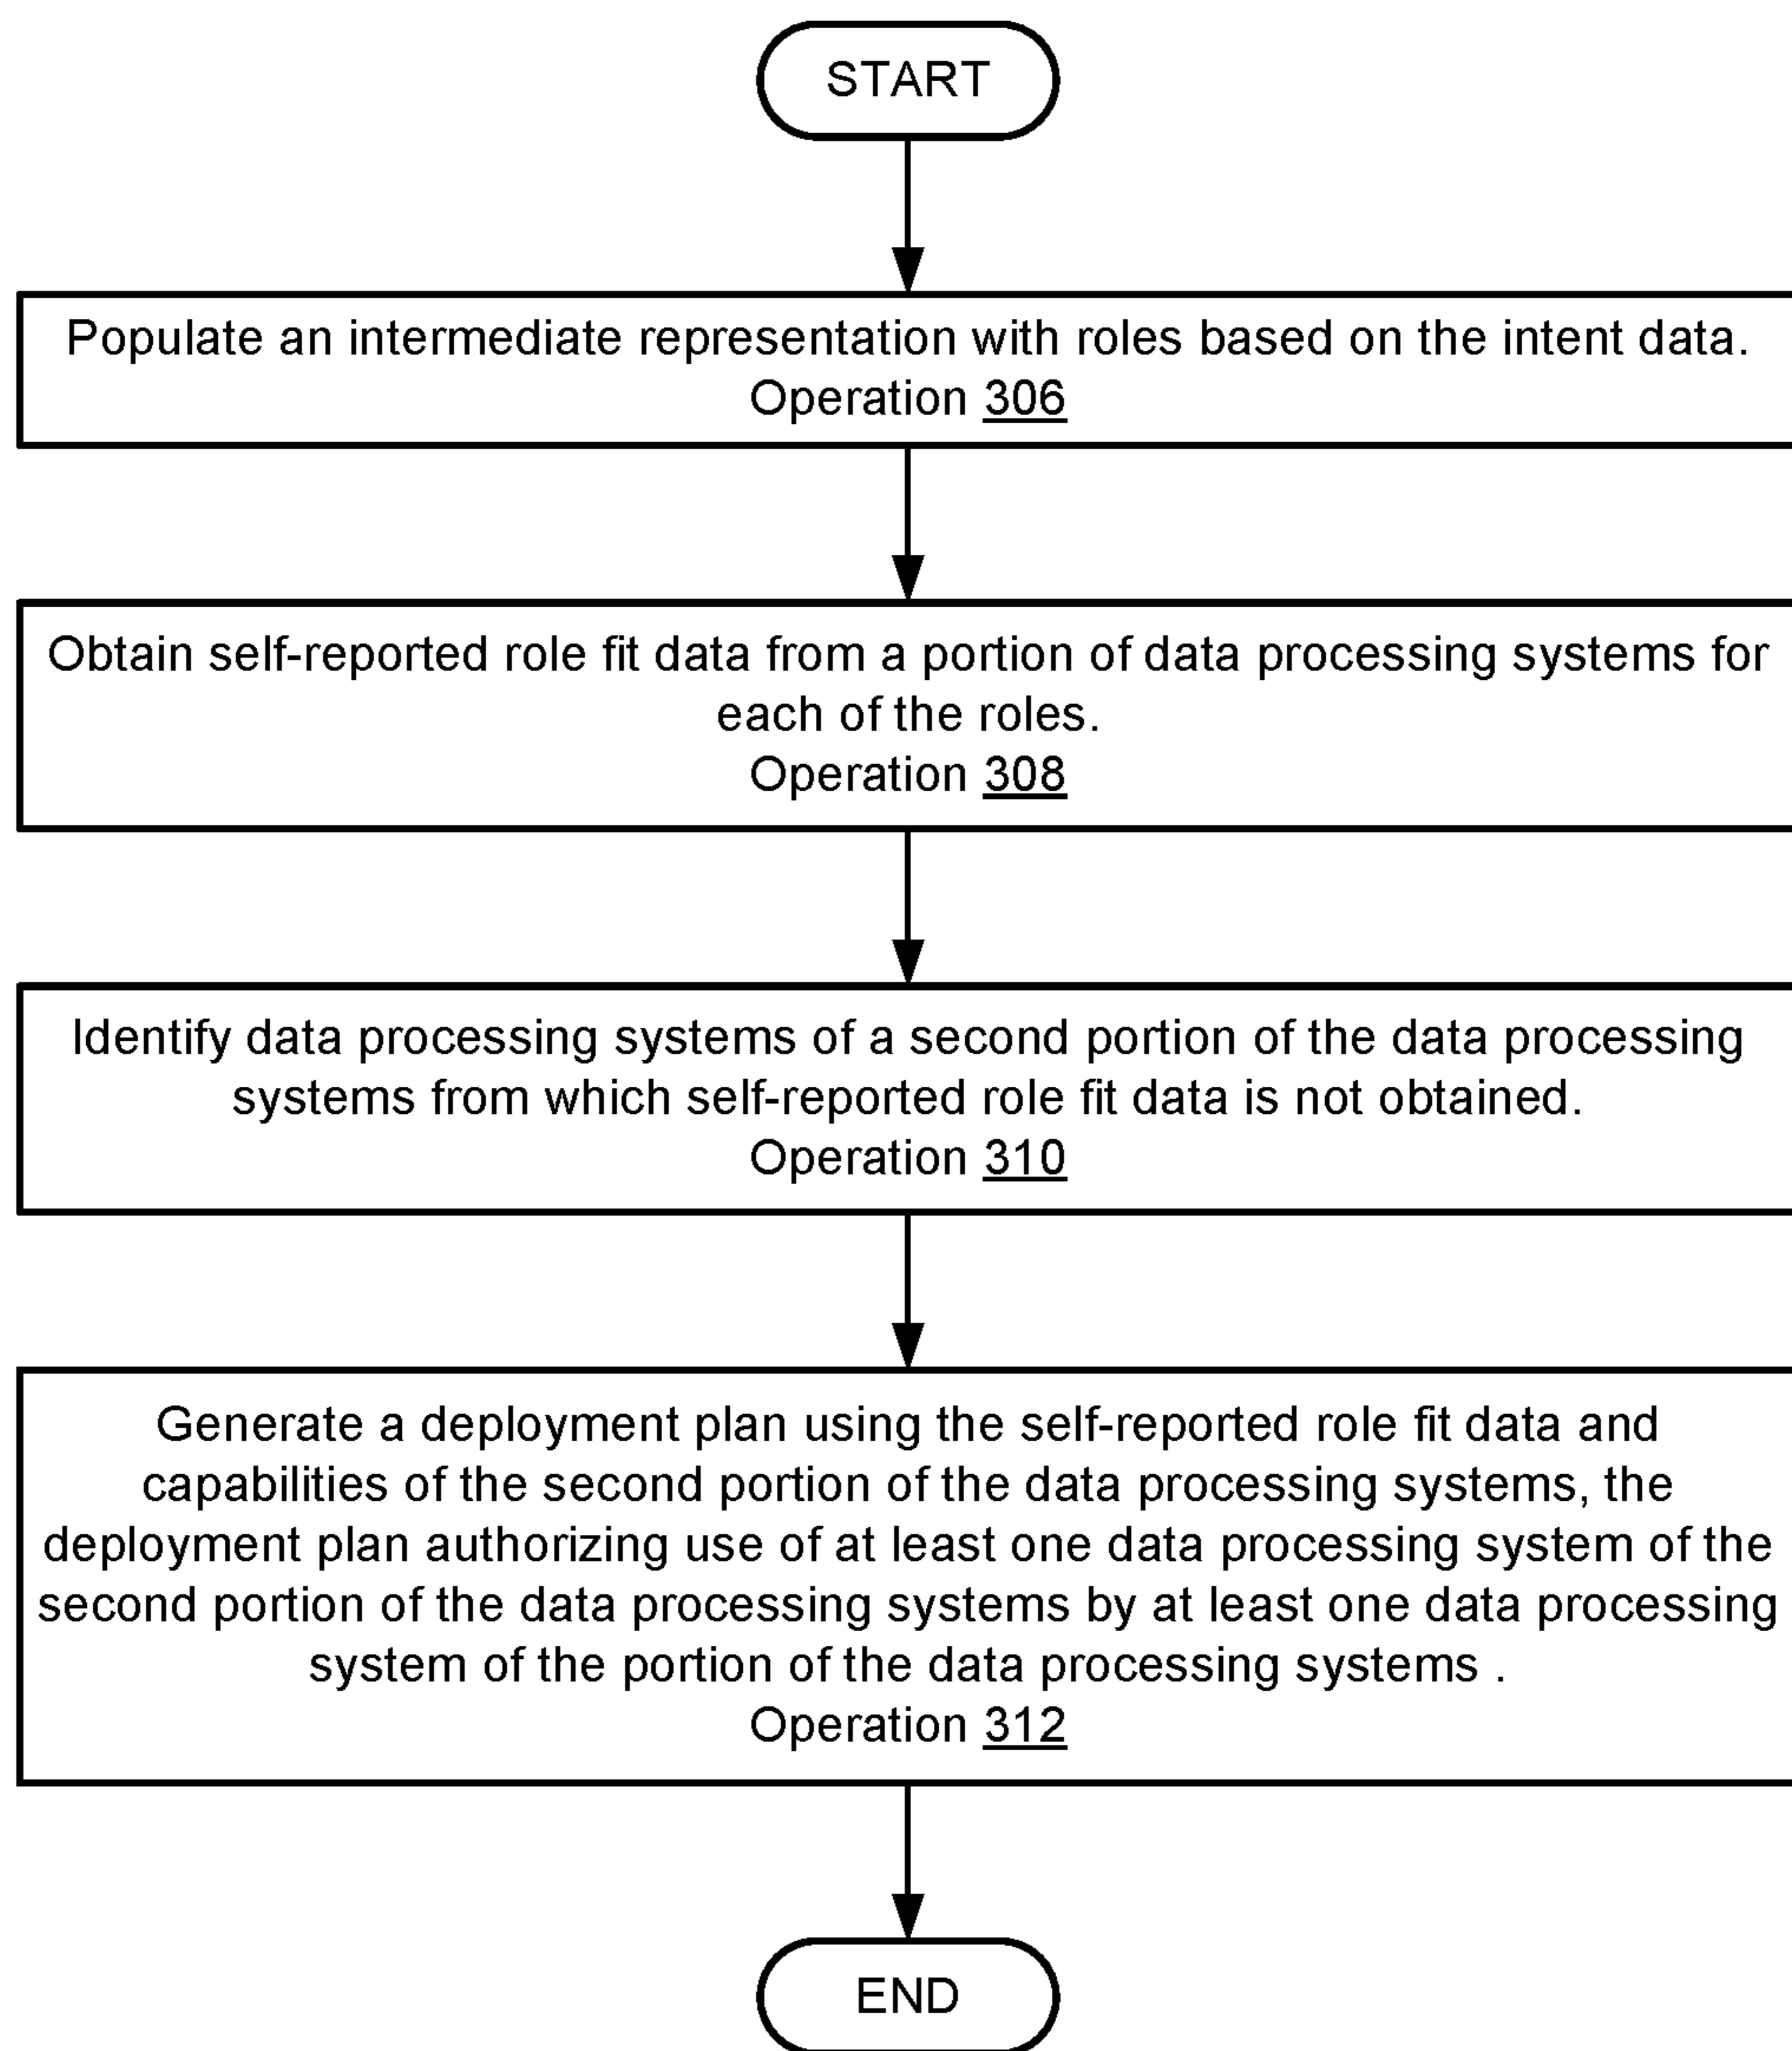 START
Populate an intermediate representation with roles based on the intent data.
Operation 306
Obtain self-reported role fit data from a portion of data processing systems for
each of the roles.
Operation 308
Identify data processing systems of a second portion of the data processing
systems from which self-reported role fit data is not obtained.
Operation 310
Generate a deployment plan using the self-reported role fit data and
capabilities of the second portion of the data processing systems, the
deployment plan authorizing use of at least one data processing system of the
second portion of the data processing systems by at least one data processing
system of the portion of the data processing systems .
Operation 312
END